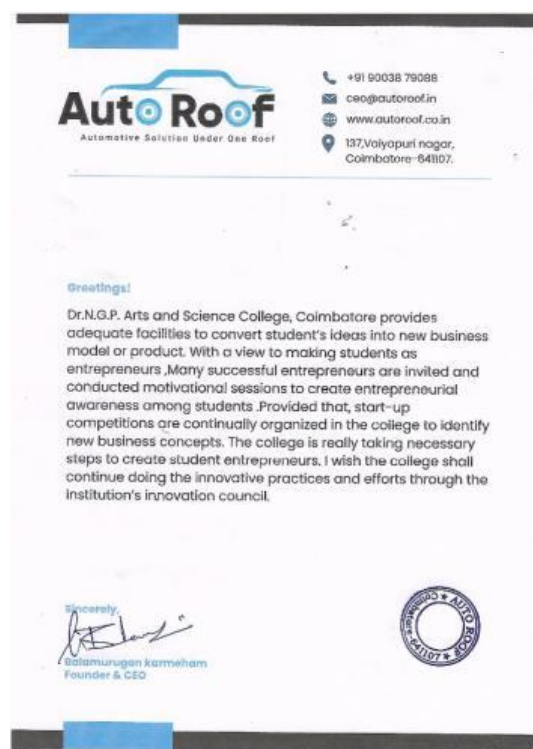 Auto Roof
Automotive Solution Under One Roof
+91 90038 79088
ceo@autoroof.in
www.autoroof.co.in
137,Vaiyapuri nagar,
Coimbatore-641107.
Greetings!
Dr.N.G.P. Arts and Science College, Coimbatore provides
adequate facilities to convert student's ideas into new business
model or product. With a view to making students as
entrepreneurs ,Many successful entrepreneurs are invited and
conducted motivational sessions to create entrepreneurial
awareness among students .Provided that, start-up
competitions are continually organized in the college to identify
new business concepts. The college is really taking necessary
steps to create student entrepreneurs. I wish the college shall
continue doing the innovative practices and efforts through the
Institution's innovation council.
Sincerely,
Balamurugan karmeham
Founder & CEO
AUTO ROOF
Coimbatore-641107